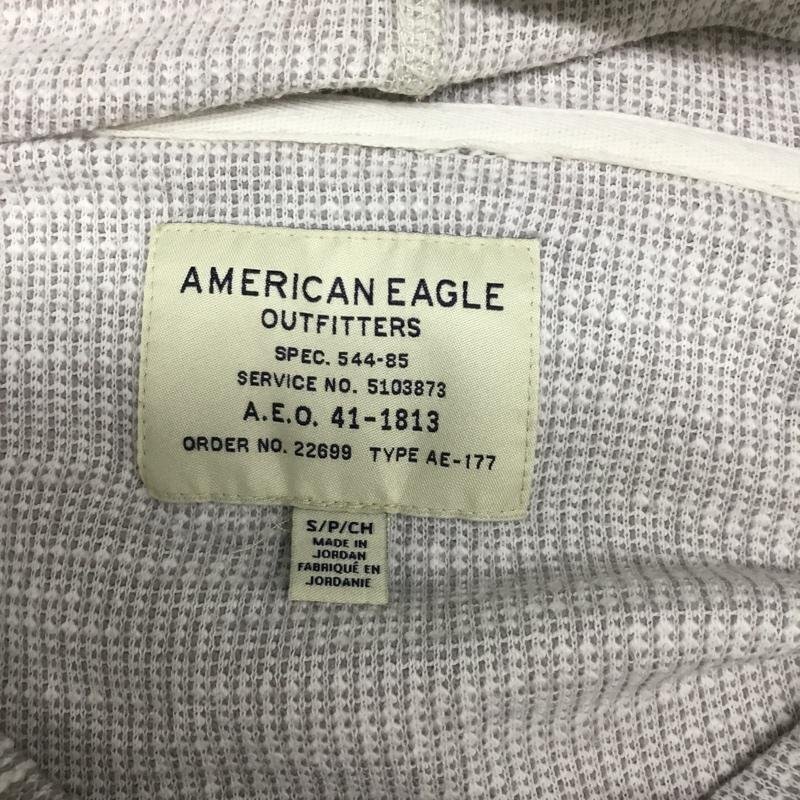 AMERICAN EAGLE
OUTFITTERS
SPEC. 544-85
SERVICE NO. 5103873
A.E.O. 41-1813
ORDER NO. 22699 TYPE AE-177
S/P/CH
MADE IN
JORDAN
FABRIQUÉ EN
JORDANIE